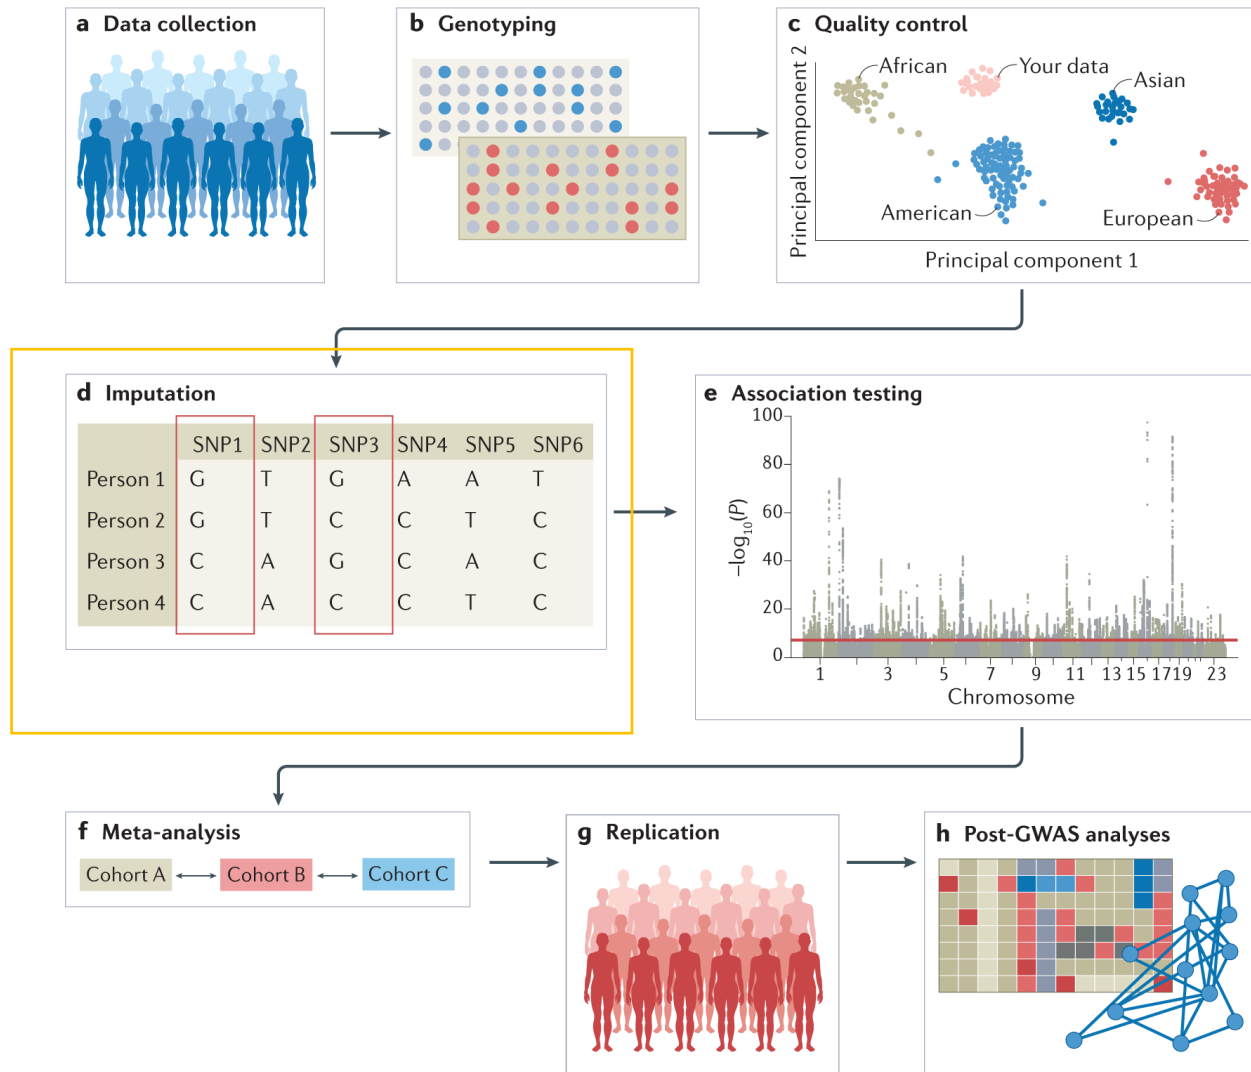 a Data collection
b Genotyping
c Quality control
African
Your data
Asian
American
European
Principal component 2
Principal component 1
d Imputation
SNP1 SNP2 SNP3 SNP4 SNP5 SNP6
Person 1 G T G A A T
Person 2 G T C C T C
Person 3 C A G C A C
Person 4 C A C C T C
e Association testing
100
80
60
40
20
0
–log10(P)
1 3 5 7 9 11 13 15 17 19 23
Chromosome
f Meta-analysis
Cohort A Cohort B Cohort C
g Replication
h Post-GWAS analyses